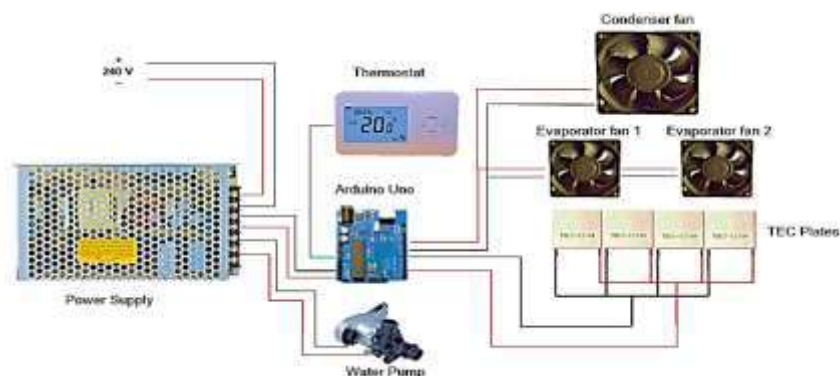 Condenser fan
+
240 V
−
Thermostat
20
Evaporator fan 1
Evaporator fan 2
Arduino Uno
TEC Plates
Power Supply
Water Pump